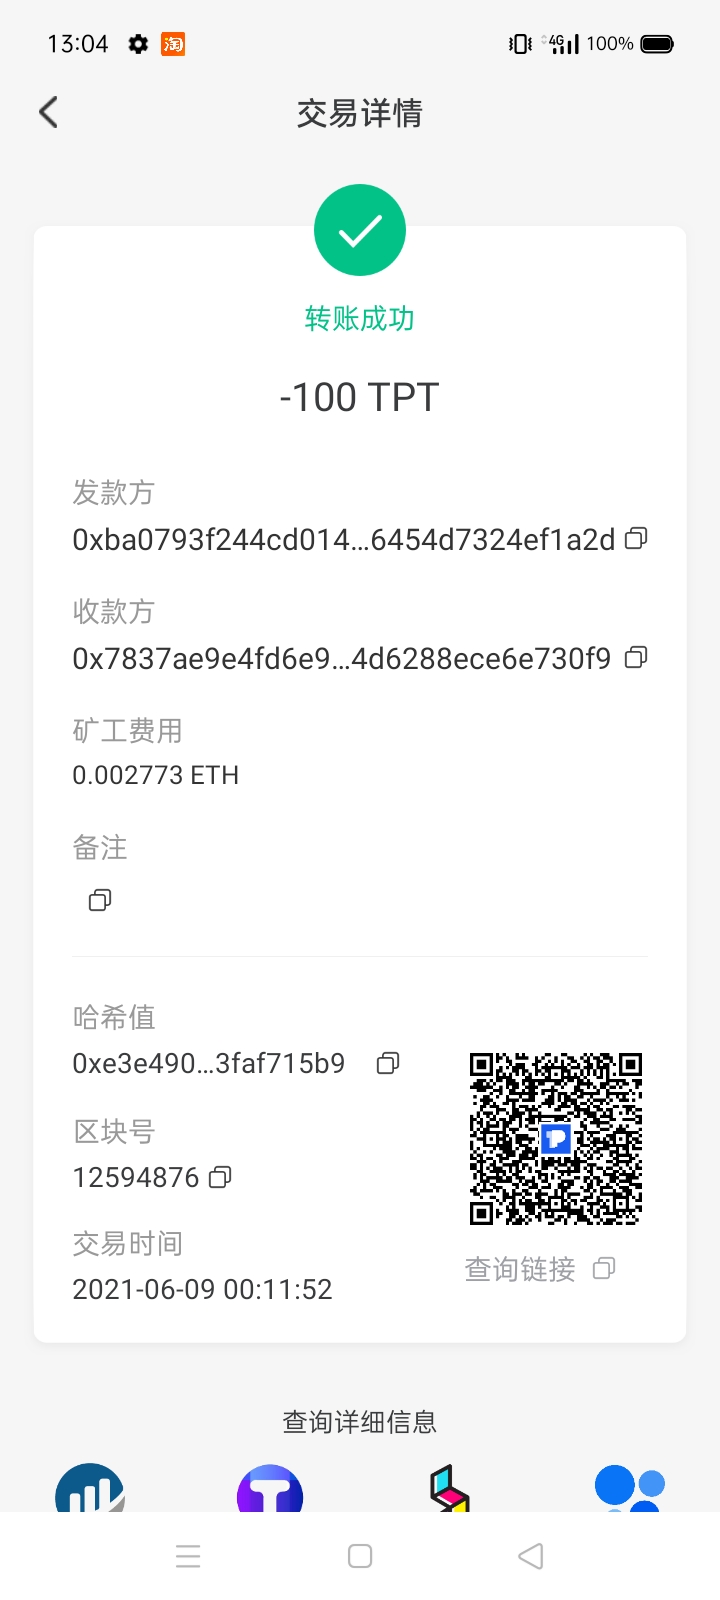 13:04
淘
4G
100%
交易详情
转账成功
-100 TPT
发款方
0xba0793f244cd014...6454d7324ef1a2d
收款方
0x7837ae9e4fd6e9...4d6288ece6e730f9
矿工费用
0.002773 ETH
备注
哈希值
0xe3e490...3faf715b9
区块号
12594876
交易时间
2021-06-09 00:11:52
查询链接
查询详细信息